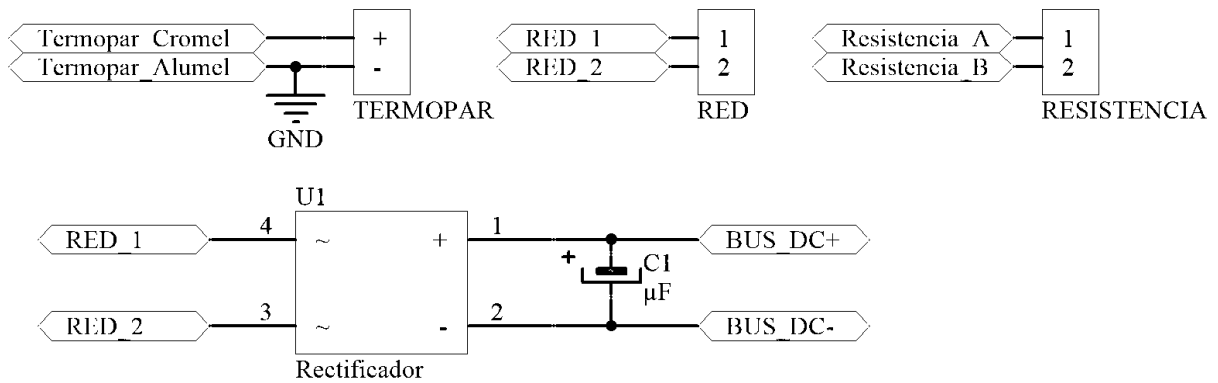 Termopar_Cromel
Termopar_Alumel
+
-
GND
TERMOPAR
RED_1
RED_2
1
2
RED
Resistencia_A
Resistencia_B
1
2
RESISTENCIA
U1
RED_1
4
~
+
1
BUS_DC+
+
C1
µF
RED_2
3
~
-
2
BUS_DC-
Rectificador